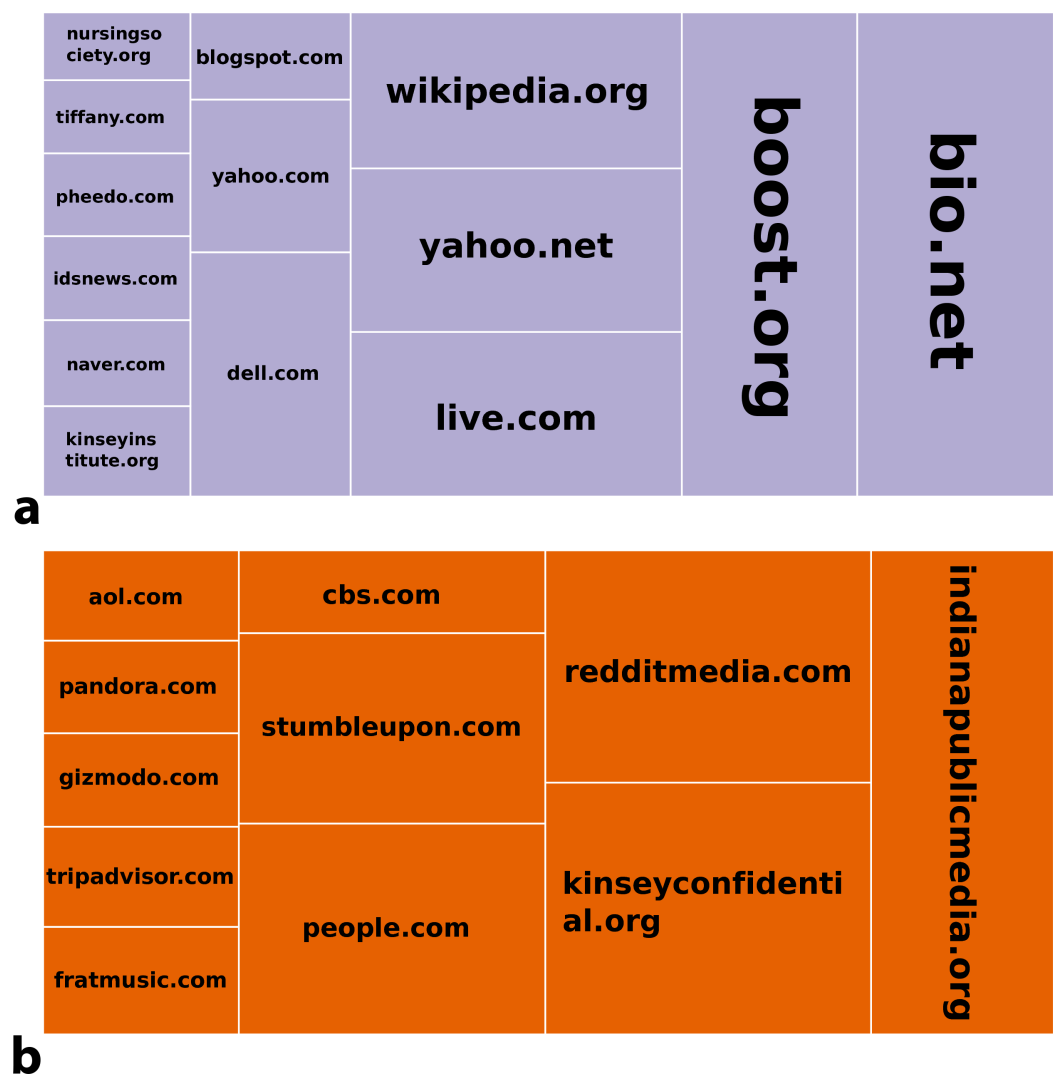 nursingso
ciety.org
tiffany.com
pheedo.com
idsnews.com
naver.com
kinseyins
titute.org
blogspot.com
yahoo.com
dell.com
wikipedia.org
yahoo.net
live.com
boost.org
bio.net
a
aol.com
pandora.com
gizmodo.com
tripadvisor.com
fratmusic.com
cbs.com
stumbleupon.com
people.com
redditmedia.com
kinseyconfidenti
al.org
indianapublicmedia.org
b